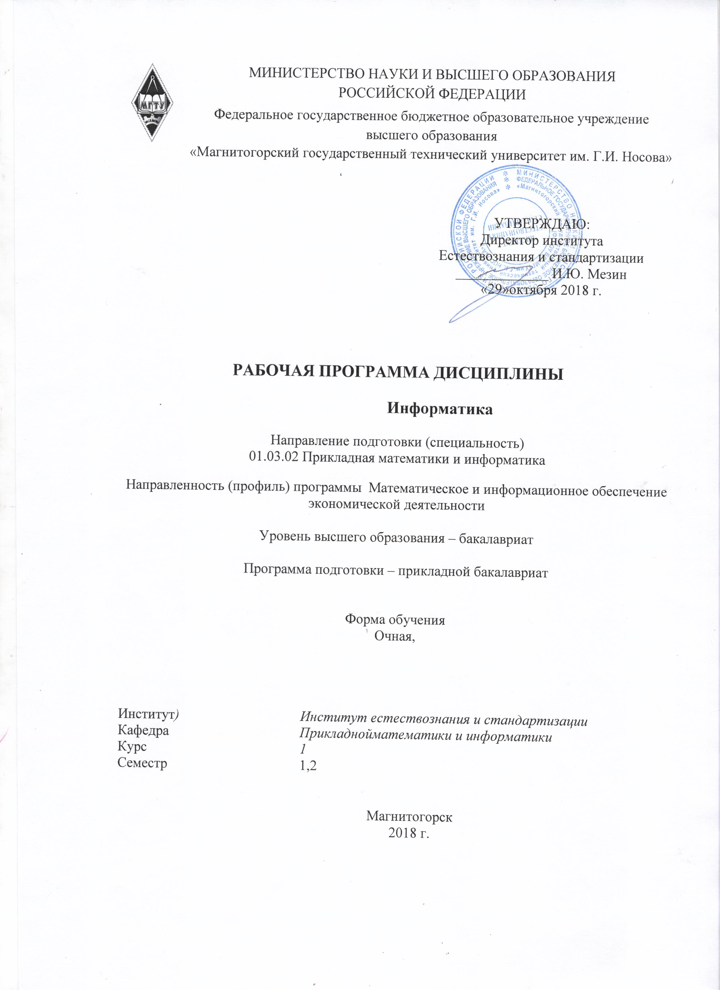 МИНИСТЕРСТВО НАУКИ И ВЫСШЕГО ОБРАЗОВАНИЯ
РОССИЙСКОЙ ФЕДЕРАЦИИ
Федеральное государственное бюджетное образовательное учреждение
высшего образования
«Магнитогорский государственный технический университет им. Г.И. Носова»
МГТУ
УТВЕРЖДАЮ:
Директор института
Естествознания и стандартизации
И.Ю. Мезин
«29»октября 2018 г.
РАБОЧАЯ ПРОГРАММА ДИСЦИПЛИНЫ
Информатика
Направление подготовки (специальность)
01.03.02 Прикладная математики и информатика
Направленность (профиль) программы Математическое и информационное обеспечение
экономической деятельности
Уровень высшего образования – бакалавриат
Программа подготовки – прикладной бакалавриат
Форма обучения
Очная,
Институт) Институт естествознания и стандартизации
Кафедра Прикладнойматематики и информатики
Курс 1
Семестр 1,2
Магнитогорск
2018 г.